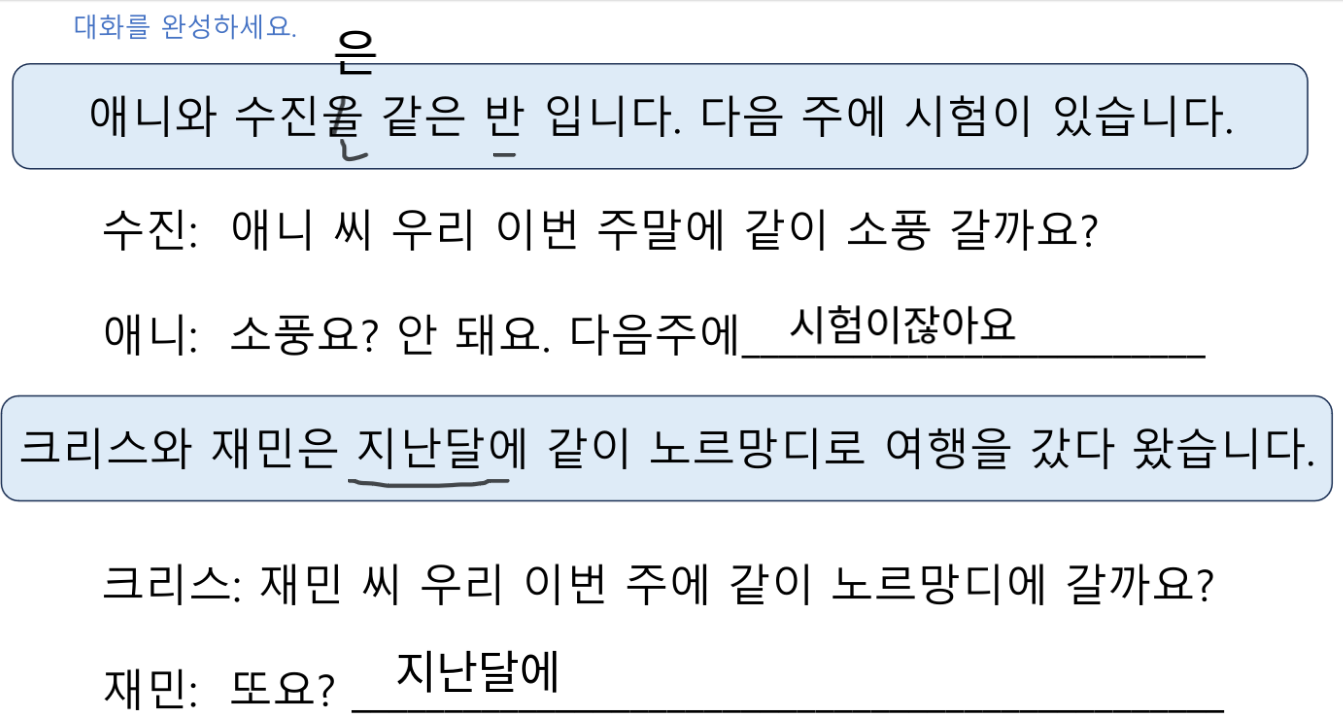 대화를 완성하세요.
은
애니와 수진을 같은 반 입니다. 다음 주에 시험이 있습니다.
수진: 애니 씨 우리 이번 주말에 같이 소풍 갈까요?
애니: 소풍요? 안 돼요. 다음주에 시험이잖아요
크리스와 재민은 지난달에 같이 노르망디로 여행을 갔다 왔습니다.
크리스: 재민 씨 우리 이번 주에 같이 노르망디에 갈까요?
재민: 또요? 지난달에